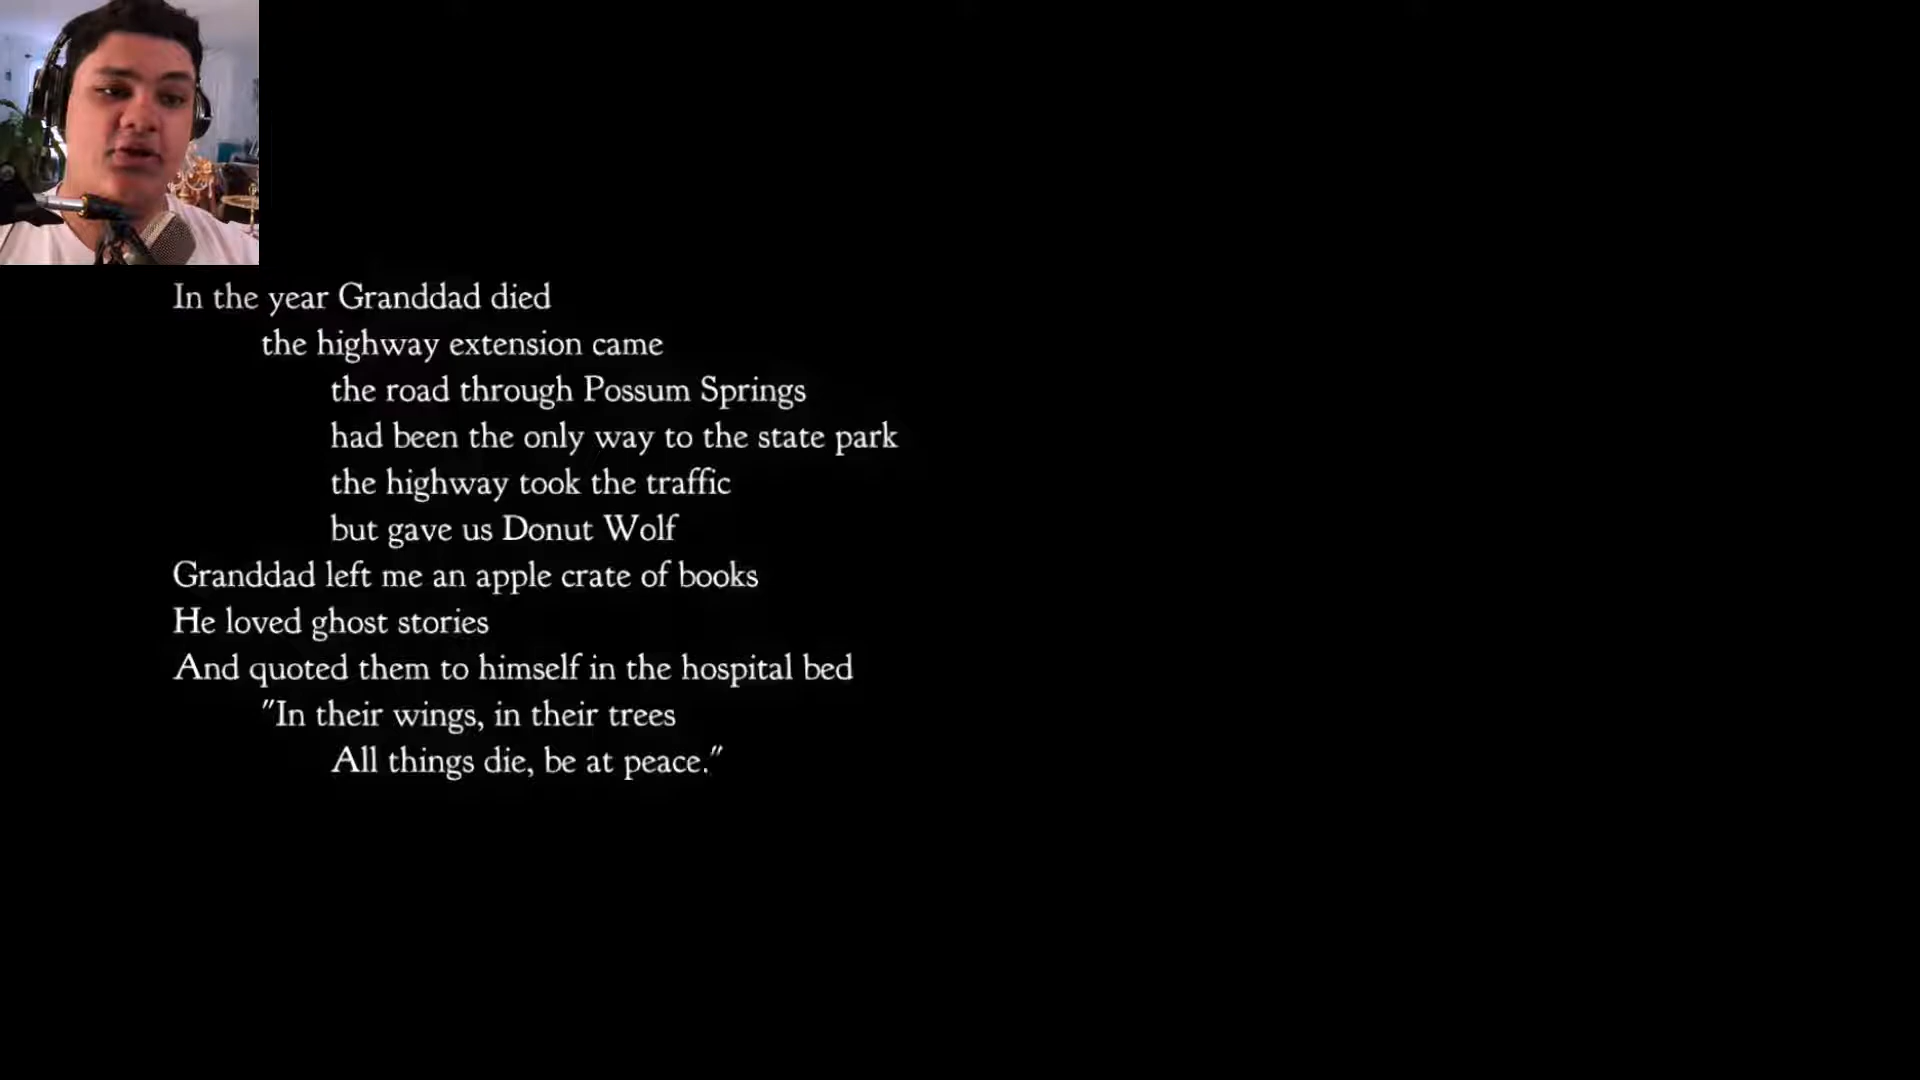 In the year Granddad died
the highway extension came
the road through Possum Springs
had been the only way to the state park
the highway took the traffic
but gave us Donut Wolf
Granddad left me an apple crate of books
He loved ghost stories
And quoted them to himself in the hospital bed
"In their wings, in their trees
All things die, be at peace."